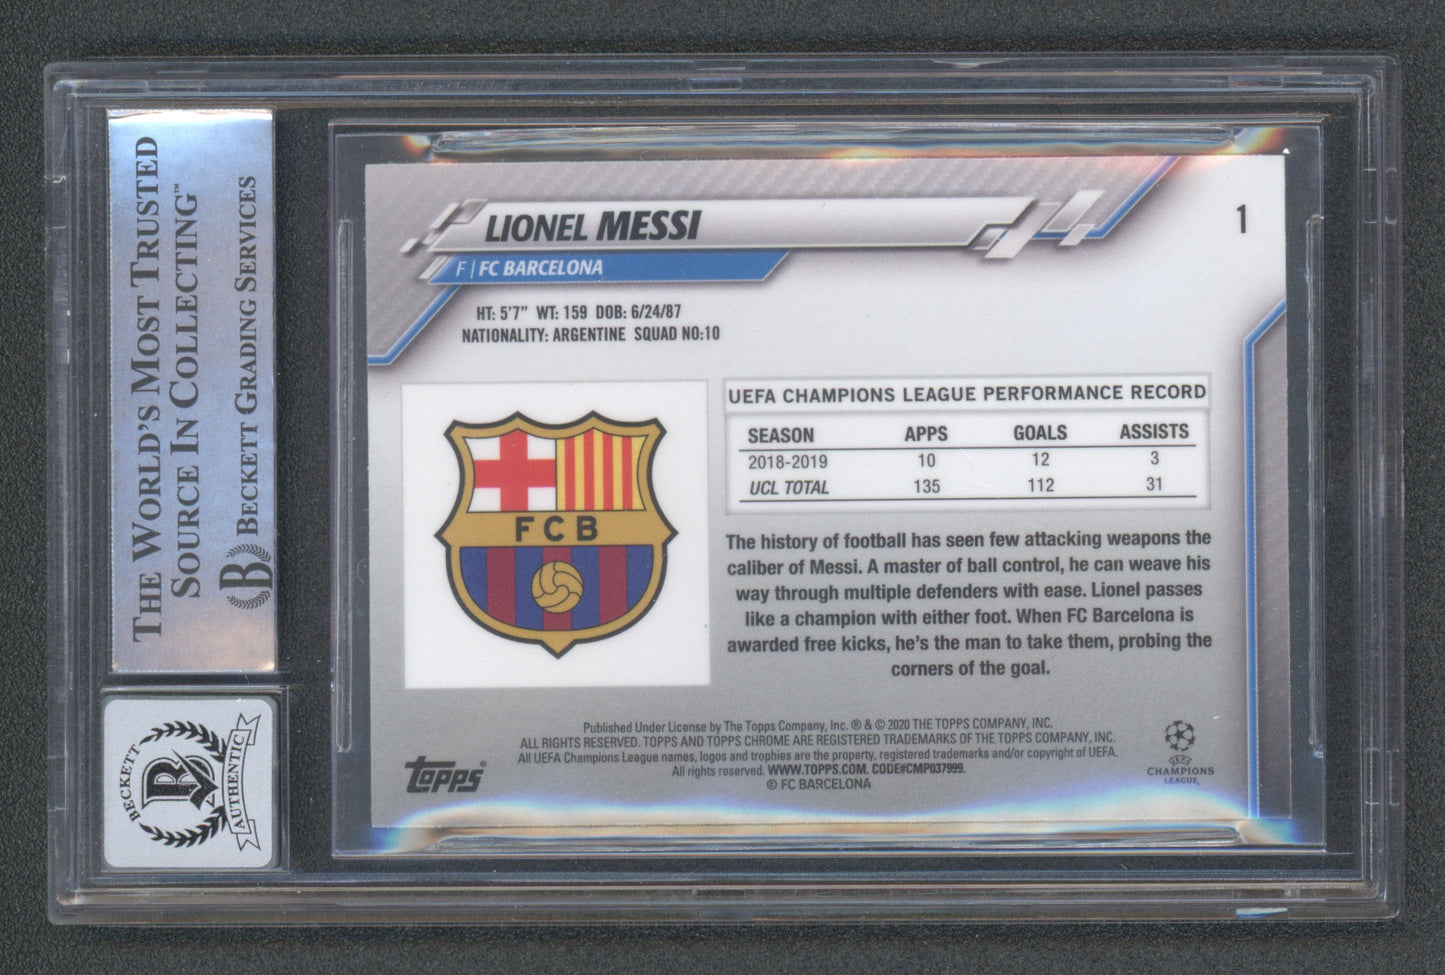 THE WORLD'S MOST TRUSTED
SOURCE IN COLLECTING™
B BECKETT GRADING SERVICES
BECKETT
AUTHENTIC
LIONEL MESSI
1
F | FC BARCELONA
HT: 5'7" WT: 159 DOB: 6/24/87
NATIONALITY: ARGENTINE SQUAD NO:10
FCB
UEFA CHAMPIONS LEAGUE PERFORMANCE RECORD
SEASON APPS GOALS ASSISTS
2018-2019 10 12 3
UCL TOTAL 135 112 31
The history of football has seen few attacking weapons the
caliber of Messi. A master of ball control, he can weave his
way through multiple defenders with ease. Lionel passes
like a champion with either foot. When FC Barcelona is
awarded free kicks, he's the man to take them, probing the
corners of the goal.
Published Under License by The Topps Company, Inc. ® & © 2020 THE TOPPS COMPANY, INC.
ALL RIGHTS RESERVED. TOPPS AND TOPPS CHROME ARE REGISTERED TRADEMARKS OF THE TOPPS COMPANY, INC.
All UEFA Champions League names, logos and trophies are the property, registered trademarks and/or copyright of UEFA.
All rights reserved. WWW.TOPPS.COM. CODE#CMP037999.
© FC BARCELONA
Topps®
UEFA
CHAMPIONS
LEAGUE